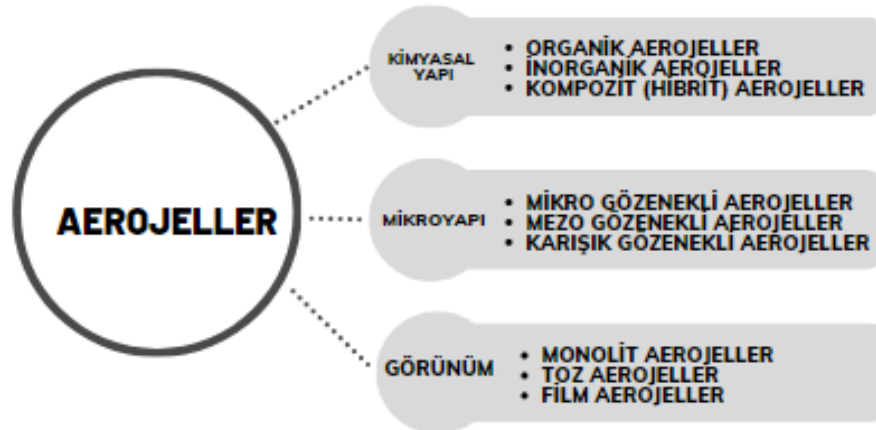 AEROJELLER
KİMYASAL
YAPI
• ORGANİK AEROJELLER
• İNORGANİK AEROJELLER
• KOMPOZİT (HİBRİT) AEROJELLER
MİKROYAPI
• MİKRO GÖZENEKLİ AEROJELLER
• MEZO GÖZENEKLİ AEROJELLER
• KARIŞIK GÖZENEKLİ AEROJELLER
GÖRÜNÜM
• MONOLİT AEROJELLER
• TOZ AEROJELLER
• FİLM AEROJELLER